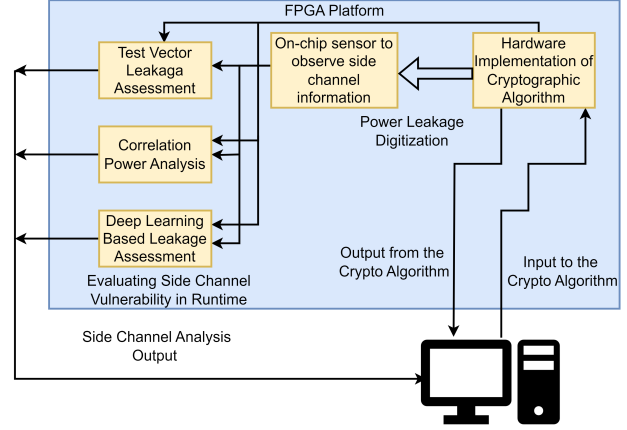 FPGA Platform
Test Vector
Leakaga
Assessment
On-chip sensor to
observe side
channel
information
Hardware
Implementation of
Cryptographic
Algorithm
Power Leakage
Digitization
Correlation
Power Analysis
Deep Learning
Based Leakage
Assessment
Output from the
Crypto Algorithm
Input to the
Crypto Algorithm
Evaluating Side Channel
Vulnerability in Runtime
Side Channel Analysis
Output